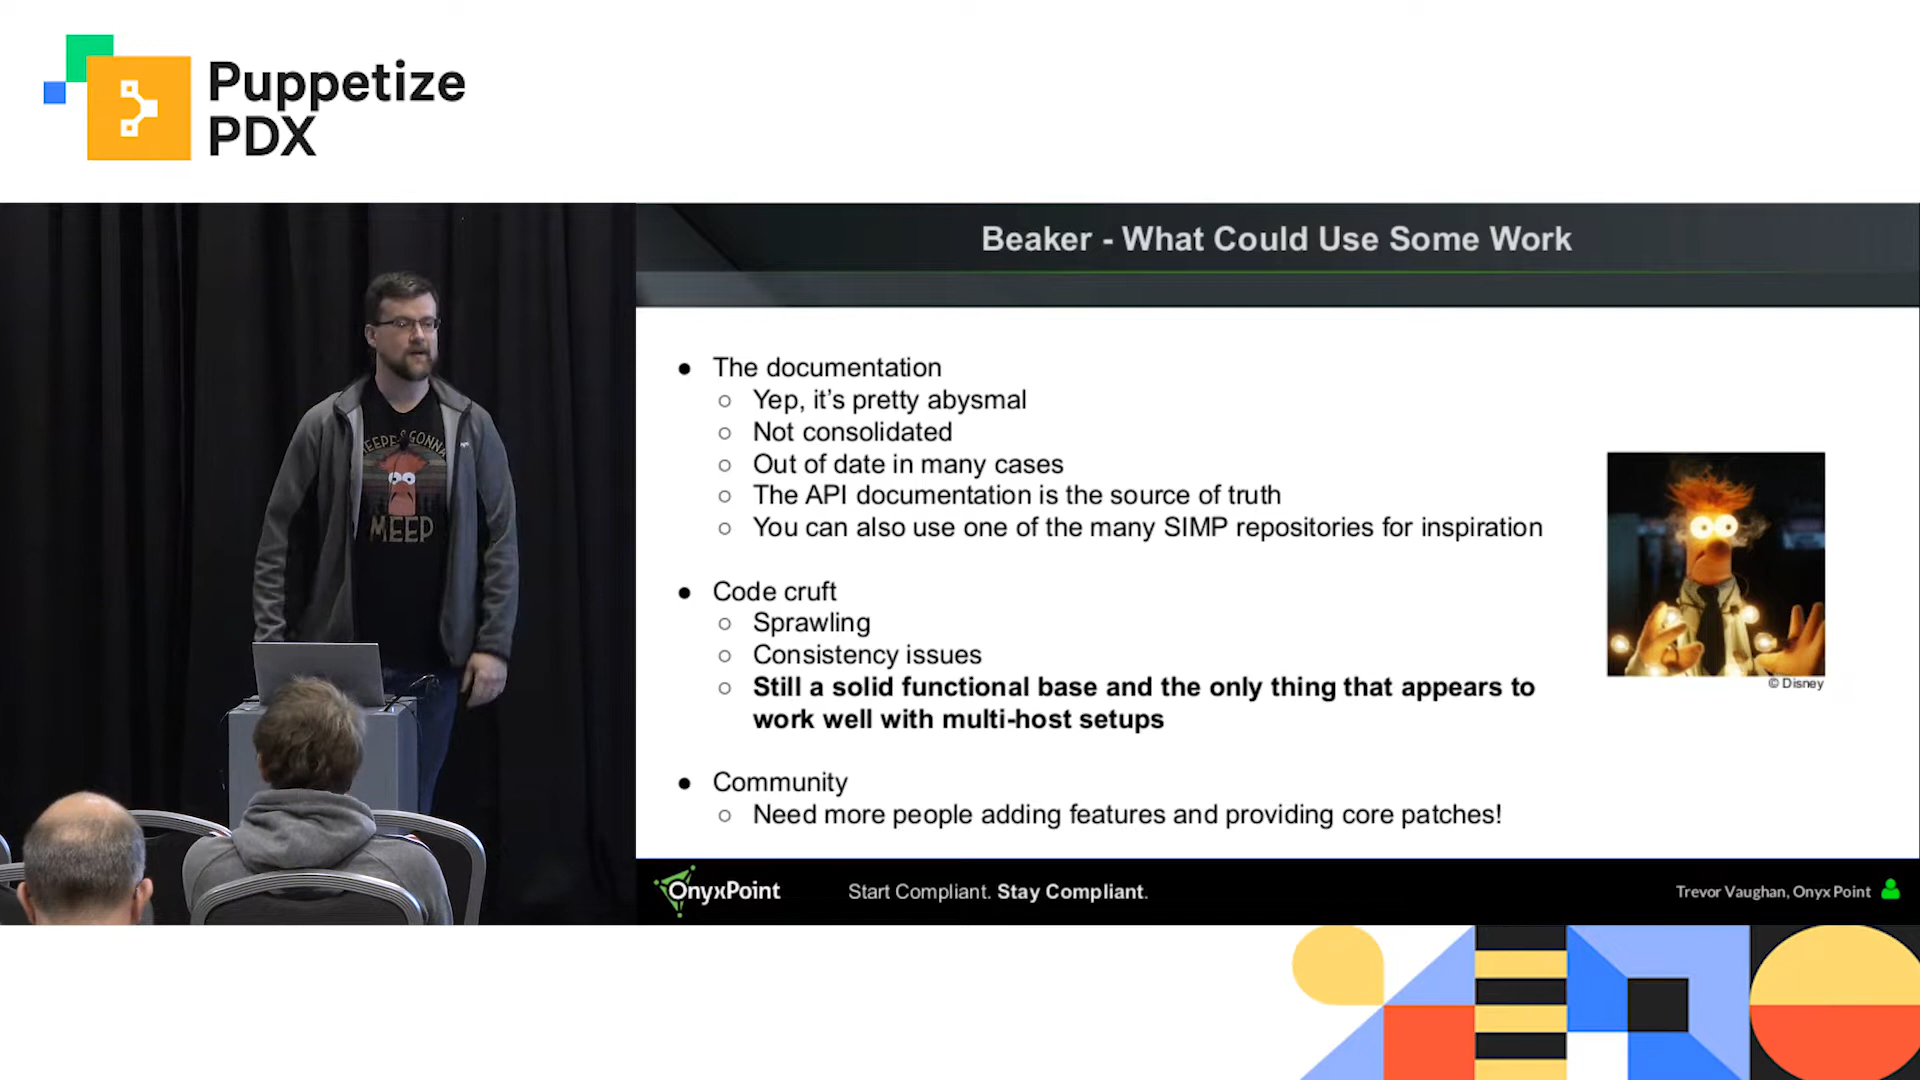 Puppetize
PDX
Beaker - What Could Use Some Work
● The documentation
○ Yep, it's pretty abysmal
○ Not consolidated
○ Out of date in many cases
○ The API documentation is the source of truth
○ You can also use one of the many SIMP repositories for inspiration
● Code cruft
○ Sprawling
○ Consistency issues
○ Still a solid functional base and the only thing that appears to
work well with multi-host setups
● Community
○ Need more people adding features and providing core patches!
© Disney
OnyxPoint
Start Compliant. Stay Compliant.
Trevor Vaughan, Onyx Point
GONNA
MEEP